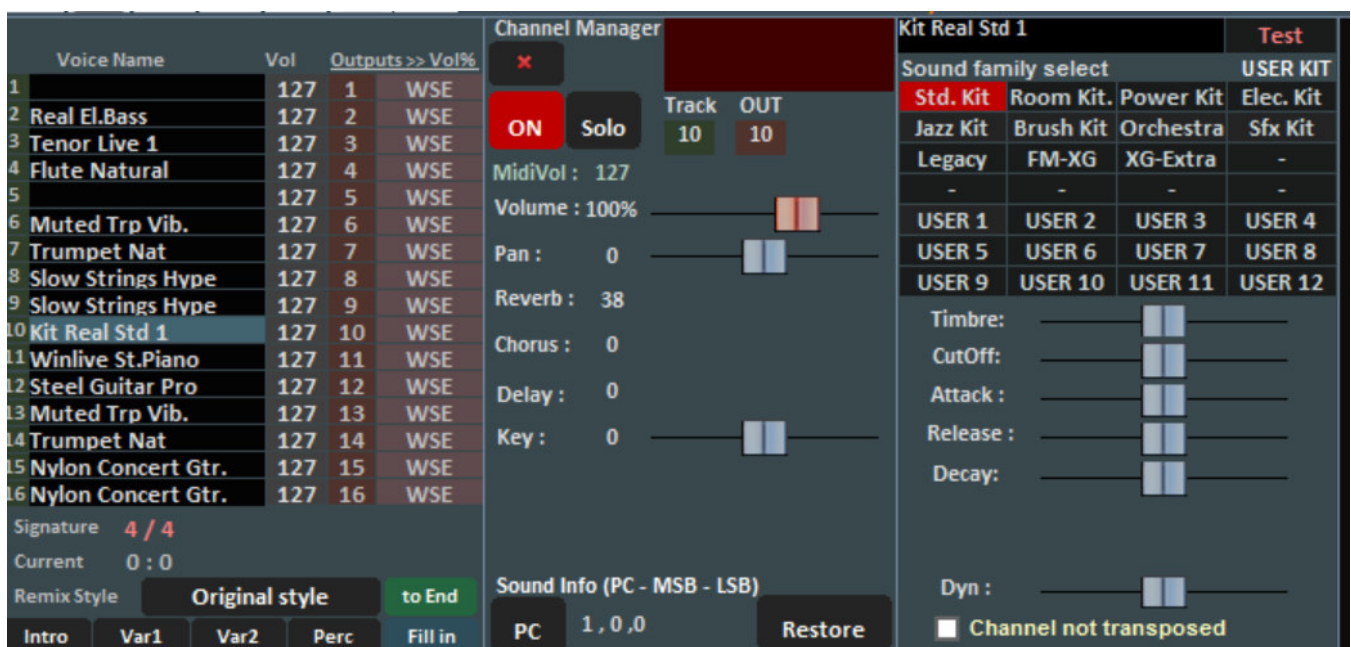 Voice Name Vol Outputs >> Vol%
1 127 1 WSE
2 Real El.Bass 127 2 WSE
3 Tenor Live 1 127 3 WSE
4 Flute Natural 127 4 WSE
5 127 5 WSE
6 Muted Trp Vib. 127 6 WSE
7 Trumpet Nat 127 7 WSE
8 Slow Strings Hype 127 8 WSE
9 Slow Strings Hype 127 9 WSE
10 Kit Real Std 1 127 10 WSE
11 Winlive St.Piano 127 11 WSE
12 Steel Guitar Pro 127 12 WSE
13 Muted Trp Vib. 127 13 WSE
14 Trumpet Nat 127 14 WSE
15 Nylon Concert Gtr. 127 15 WSE
16 Nylon Concert Gtr. 127 16 WSE
Signature 4 / 4
Current 0 : 0
Remix Style Original style to End
Intro Var1 Var2 Perc Fill in
Channel Manager
×
Track OUT
ON Solo 10 10
MidiVol : 127
Volume : 100%
Pan : 0
Reverb : 38
Chorus : 0
Delay : 0
Key : 0
Sound Info (PC - MSB - LSB)
PC 1 , 0 ,0 Restore
Kit Real Std 1 Test
Sound family select USER KIT
Std. Kit Room Kit. Power Kit Elec. Kit
Jazz Kit Brush Kit Orchestra Sfx Kit
Legacy FM-XG XG-Extra -
- - - -
USER 1 USER 2 USER 3 USER 4
USER 5 USER 6 USER 7 USER 8
USER 9 USER 10 USER 11 USER 12
Timbre:
CutOff:
Attack :
Release :
Decay:
Dyn :
Channel not transposed